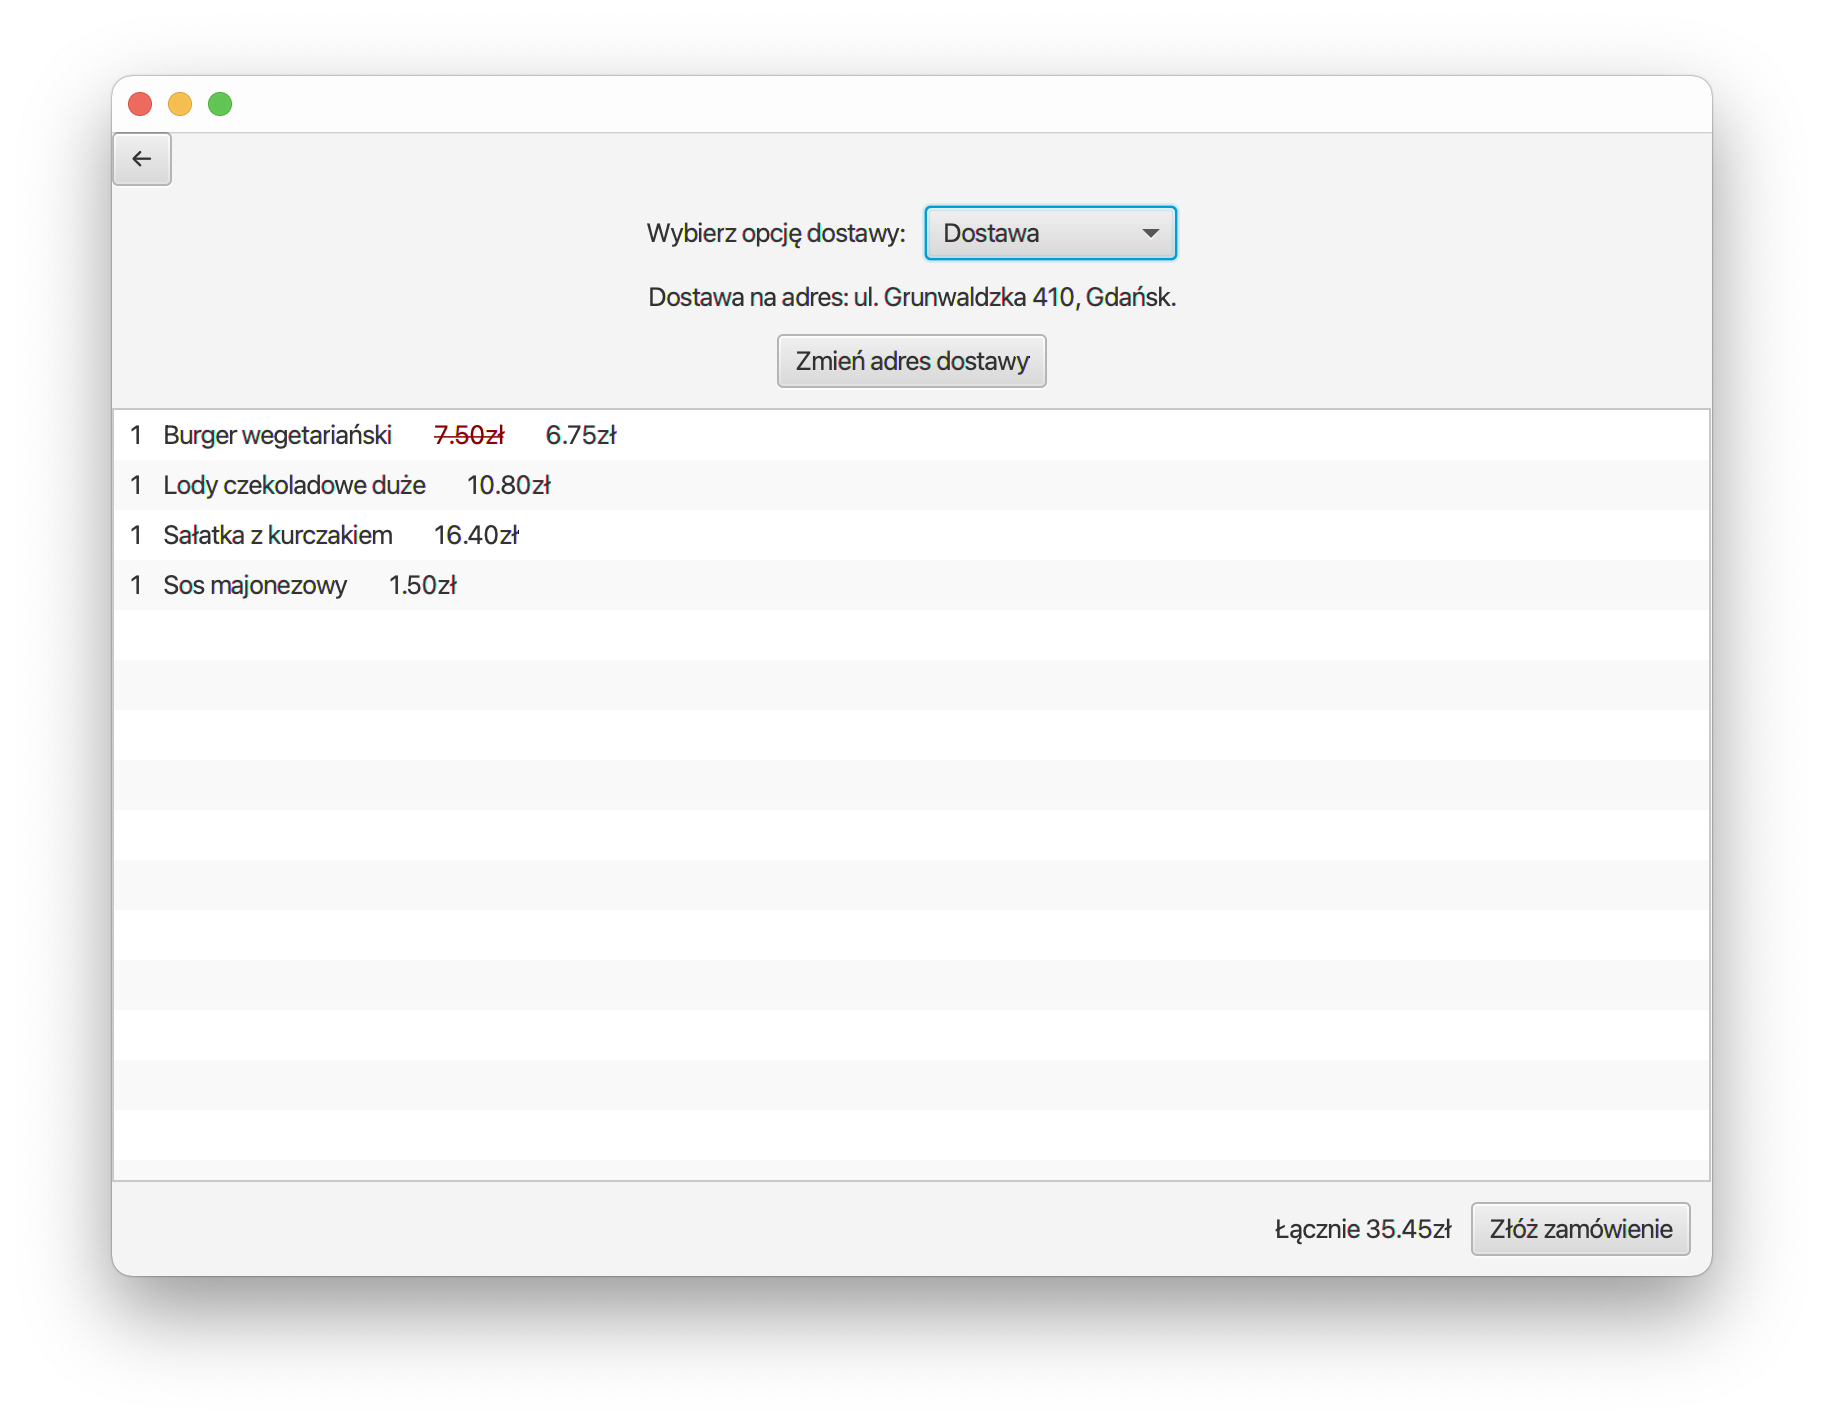 Wybierz opcję dostawy: Dostawa
Dostawa na adres: ul. Grunwaldzka 410, Gdańsk.
Zmień adres dostawy
1 Burger wegetariański 7.50zł 6.75zł
1 Lody czekoladowe duże 10.80zł
1 Sałatka z kurczakiem 16.40zł
1 Sos majonezowy 1.50zł
Łącznie 35.45zł Złóż zamówienie